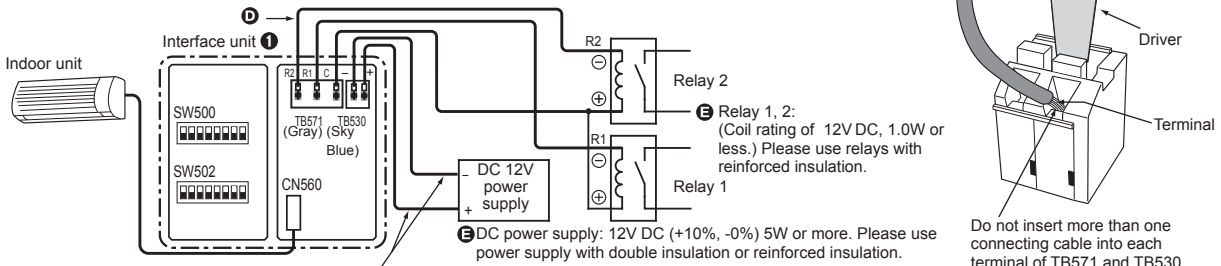 D
Interface unit 1
Indoor unit
R2 R1 C - +
TB571 TB530
(Gray) (Sky
Blue)
SW500
SW502
CN560
R2
Relay 2
R1
Relay 1
- DC 12V
power
+ supply
E Relay 1, 2:
(Coil rating of 12V DC, 1.0W or
less.) Please use relays with
reinforced insulation.
E DC power supply: 12V DC (+10%, -0%) 5W or more. Please use
power supply with double insulation or reinforced insulation.
Driver
Terminal
Do not insert more than one
connecting cable into each
terminal of TB571 and TB530